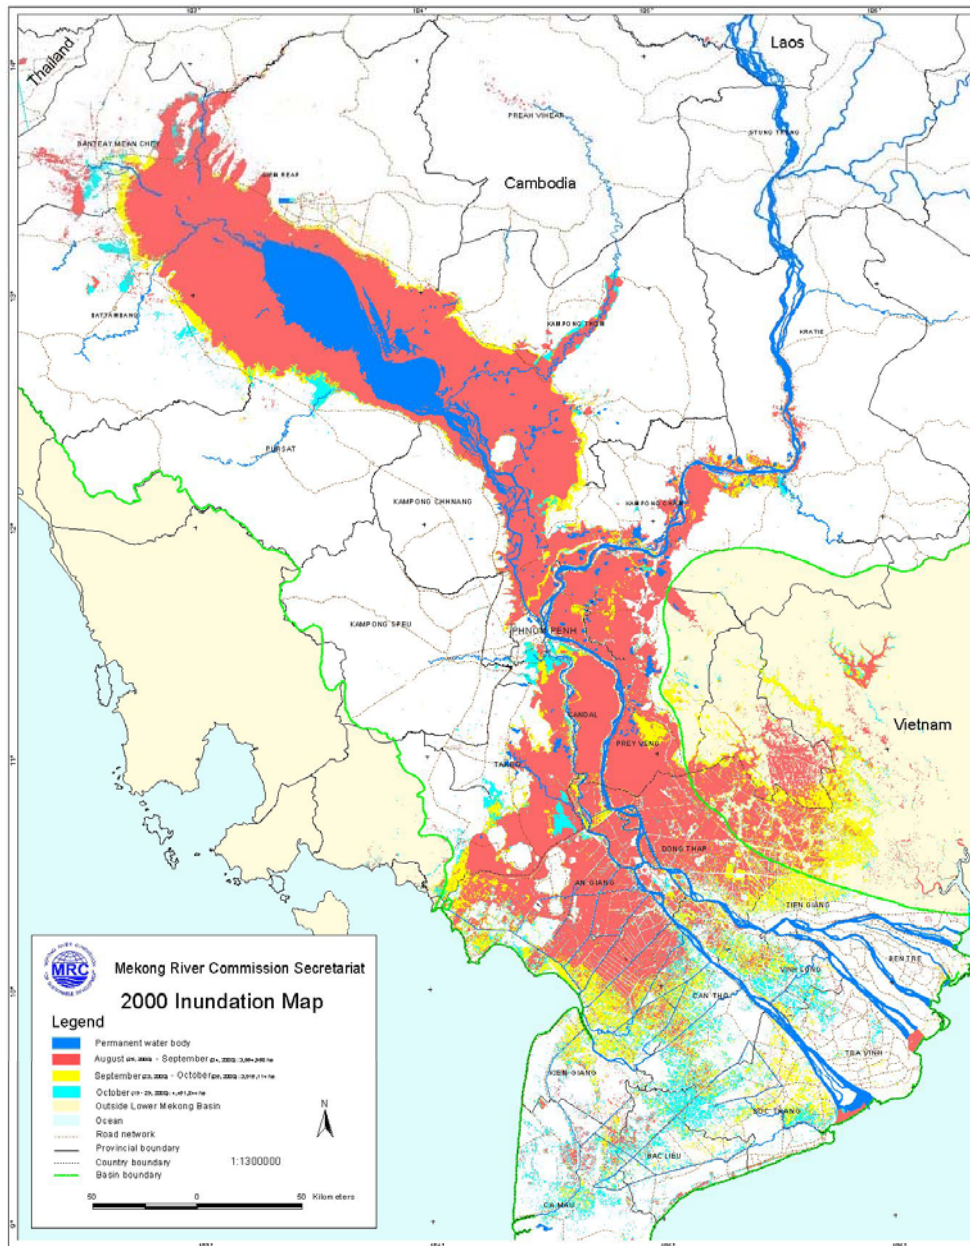 Thailand
Laos
BANTEAY MEAN CHEY
PREAH VIHEAR
STUNG TRENG
SIEM REAP
Cambodia
BATTAMBANG
KAMPONG THOM
KRATIE
PURSAT
KAMPONG CHHNANG
KAMPONG CHAM
KAMPONG SPEU
PHNOM PENH
KANDAL
Vietnam
PREY VENG
TAKEO
DONG THAP
AN GIANG
TIEN GIANG
BEN TRE
VINH LONG
CAN THO
TRA VINH
KIEN GIANG
SOC TRANG
BAC LIEU
CA MAU
MRC
Mekong River Commission Secretariat
2000 Inundation Map
Legend
Permanent water body
August - September
September - October
October
Outside Lower Mekong Basin
Ocean
Road network
Provincial boundary
Country boundary
Basin boundary
N
1:1300000
50 0 50 Kilometers